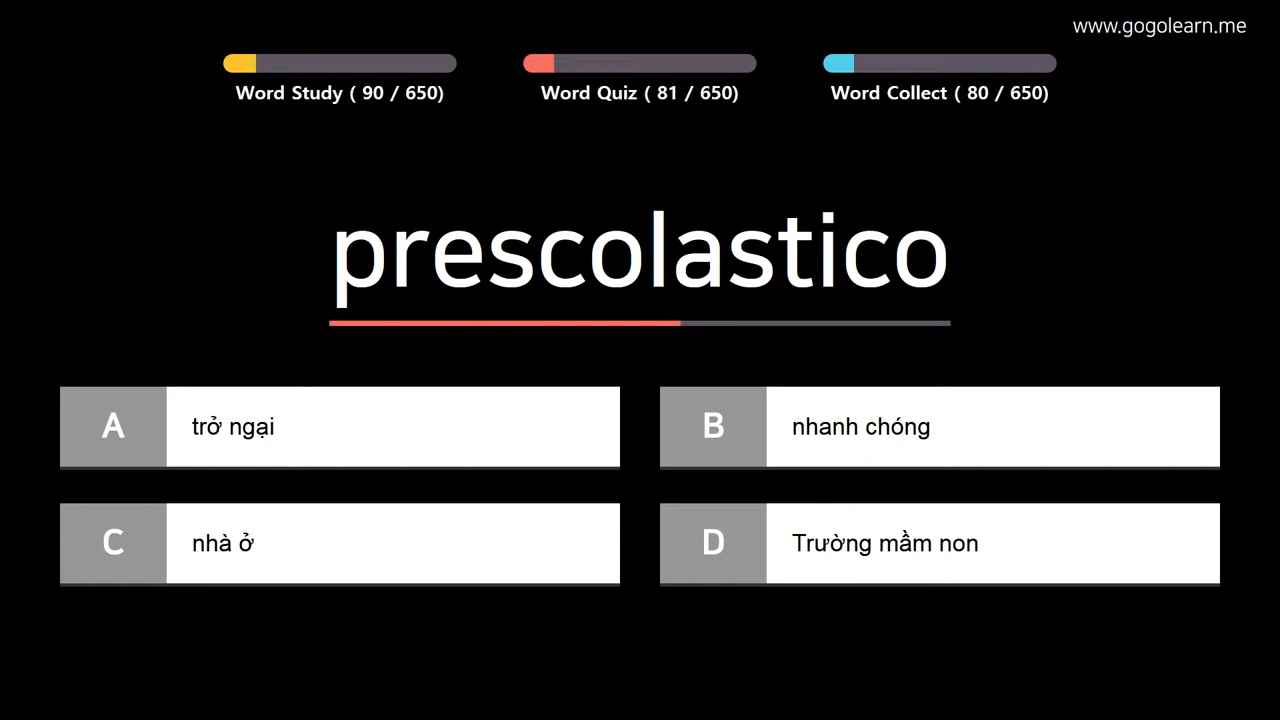 www.gogolearn.me
Word Study ( 90 / 650)
Word Quiz ( 81 / 650)
Word Collect ( 80 / 650)
prescolastico
A
trở ngại
B
nhanh chóng
C
nhà ở
D
Trường mầm non